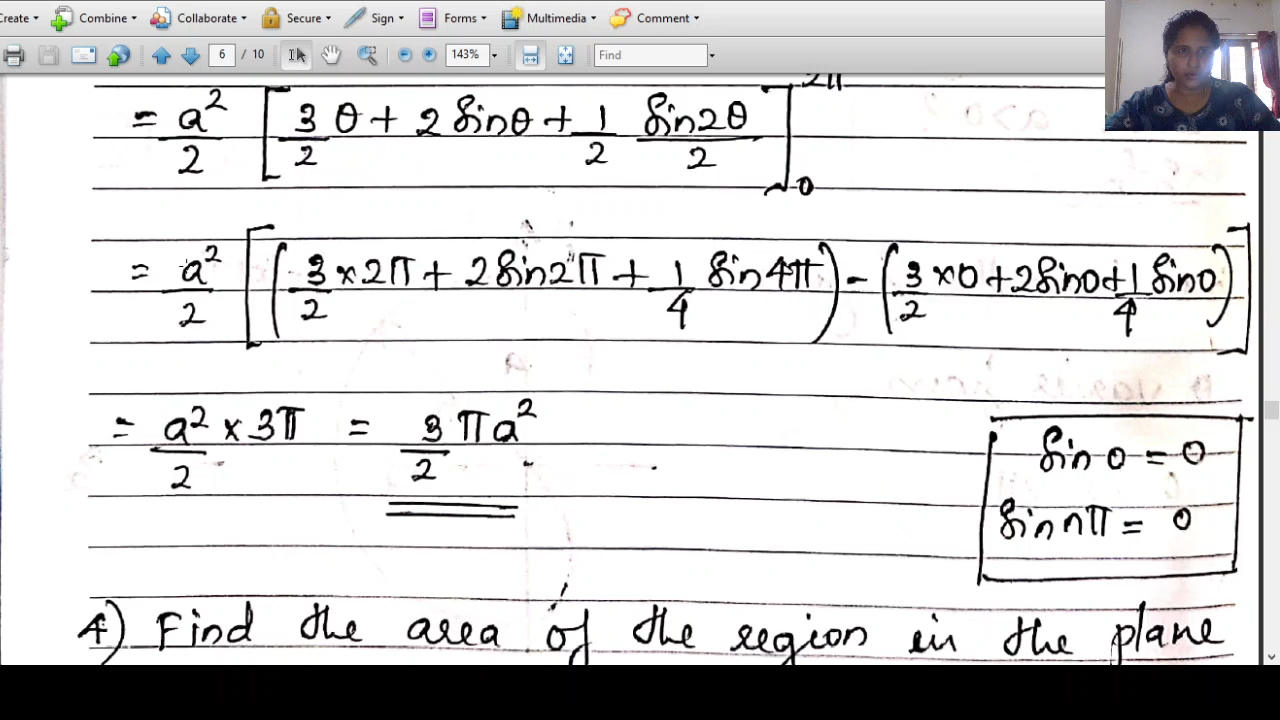 Create Combine Collaborate Secure Sign Forms Multimedia Comment
6 / 10 143% Find
= a²/2 [ 3/2 θ + 2 sinθ + 1/2 sin2θ/2 ]₀^2π
= a²/2 [ ( 3/2 × 2π + 2 sin2π + 1/4 sin4π ) - ( 3/2 × 0 + 2 sin0 + 1/4 sin0 ) ]
= a²/2 × 3π = 3/2 πa²
sin 0 = 0
sin nπ = 0
4) Find the area of the region in the plane